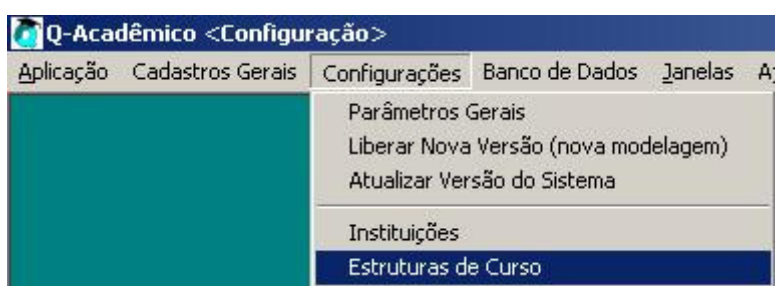 Q-Acadêmico <Configuração>
Aplicação Cadastros Gerais Configurações Banco de Dados Janelas
Parâmetros Gerais
Liberar Nova Versão (nova modelagem)
Atualizar Versão do Sistema
Instituições
Estruturas de Curso